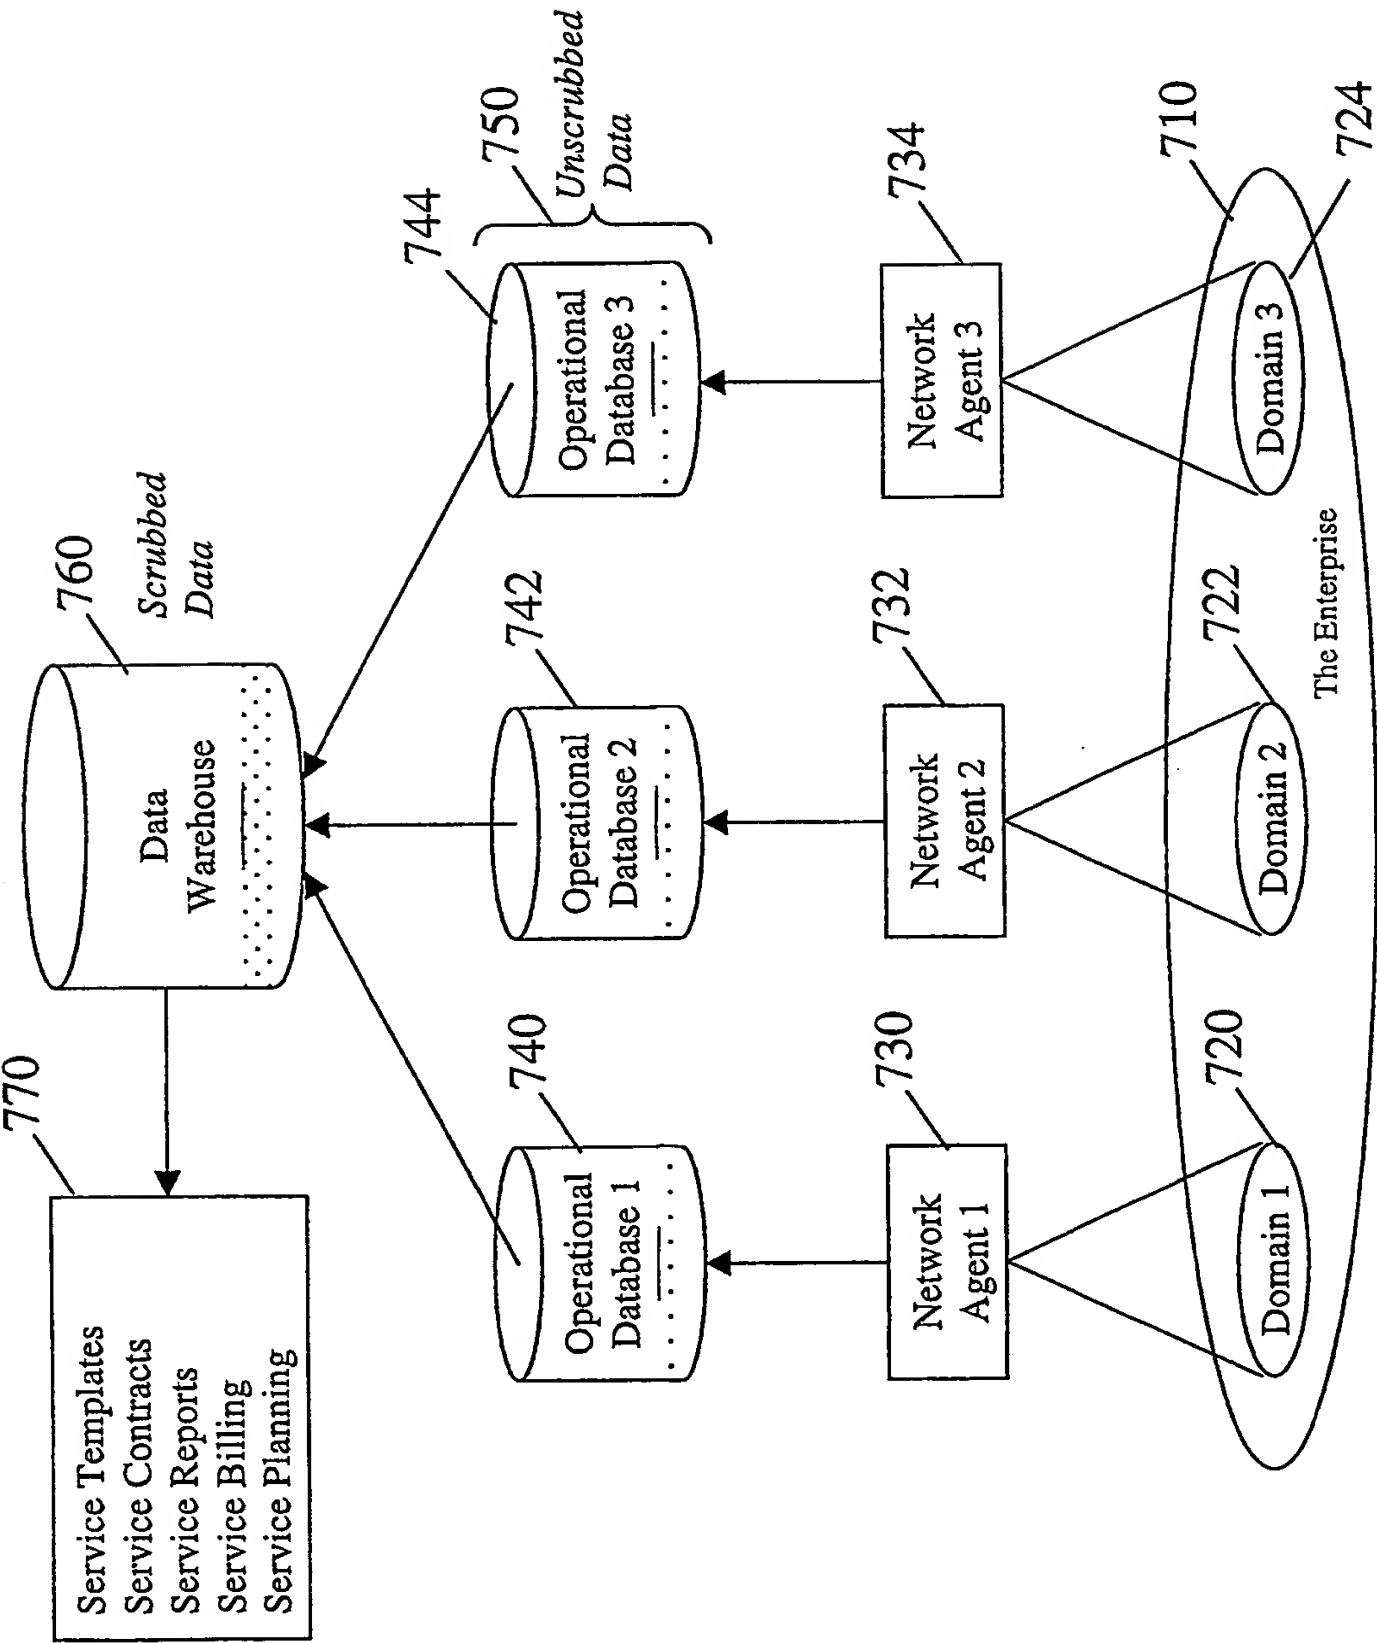 770
Service Templates
Service Contracts
Service Reports
Service Billing
Service Planning
760
Data
Warehouse
Scrubbed
Data
740
Operational
Database 1
742
Operational
Database 2
744
Operational
Database 3
750
Unscrubbed
Data
730
Network
Agent 1
732
Network
Agent 2
734
Network
Agent 3
710
720
Domain 1
722
Domain 2
724
Domain 3
The Enterprise